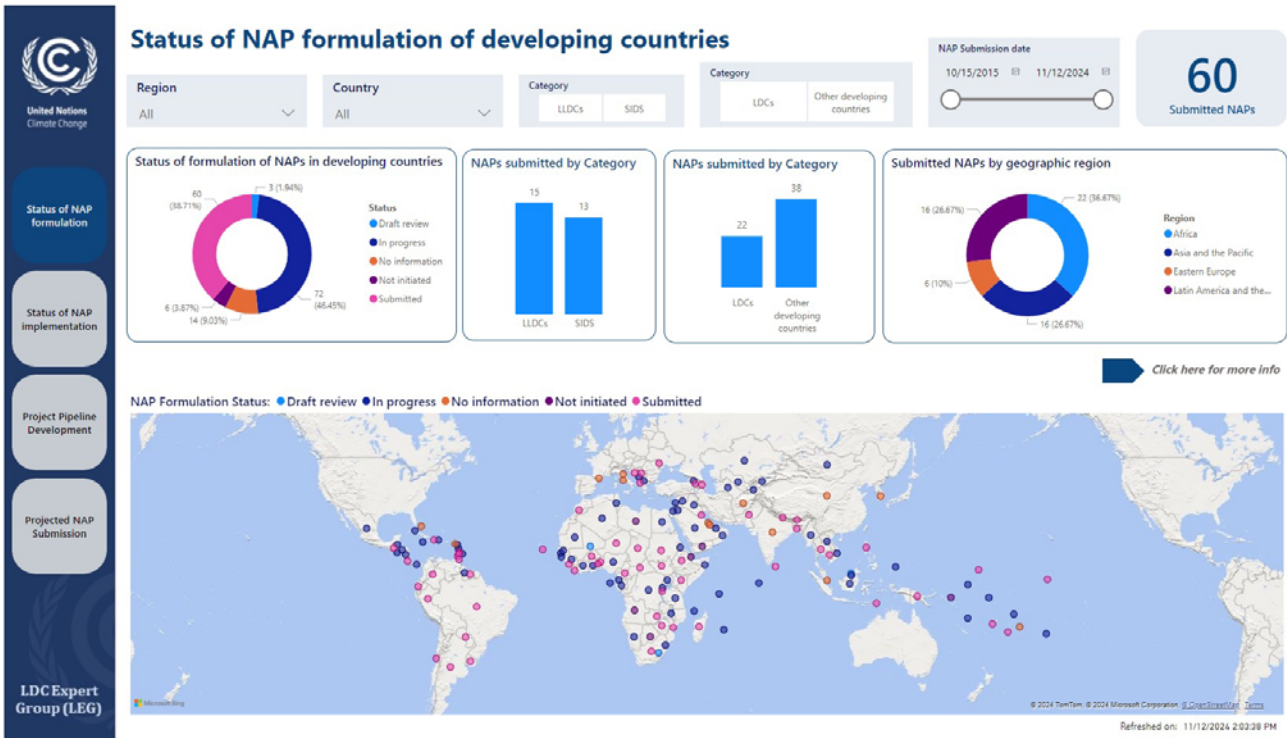 United Nations
Climate Change
Status of NAP
formulation
Status of NAP
implementation
Project Pipeline
Development
Projected NAP
Submission
LDC Expert
Group (LEG)
Status of NAP formulation of developing countries
Region
All
Country
All
Category
LLDCs
SIDS
Category
LDCs
Other developing
countries
NAP Submission date
10/15/2015
11/12/2024
60
Submitted NAPs
Status of formulation of NAPs in developing countries
60
(38.71%)
3 (1.94%)
72
(46.45%)
14 (9.03%)
6 (3.87%)
Status
Draft review
In progress
No information
Not initiated
Submitted
NAPs submitted by Category
15
13
LLDCs
SIDS
NAPs submitted by Category
22
38
LDCs
Other
developing
countries
Submitted NAPs by geographic region
16 (26.67%)
22 (36.67%)
6 (10%)
16 (26.67%)
Region
Africa
Asia and the Pacific
Eastern Europe
Latin America and the...
Click here for more info
NAP Formulation Status: Draft review In progress No information Not initiated Submitted
Microsoft Bing
© 2024 TomTom, © 2024 Microsoft Corporation, © OpenStreetMap Terms
Refreshed on: 11/12/2024 2:03:38 PM